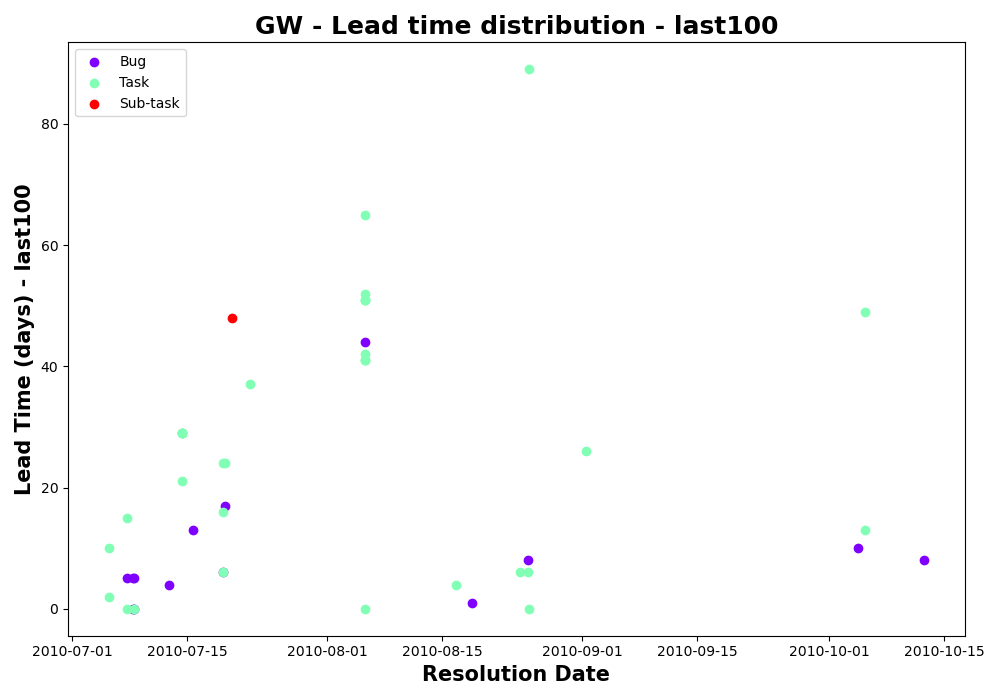 GW - Lead time distribution - last100
Bug
Task
Sub-task
Lead Time (days) - last100
80
60
40
20
0
2010-07-01 2010-07-15 2010-08-01 2010-08-15 2010-09-01 2010-09-15 2010-10-01 2010-10-15
Resolution Date